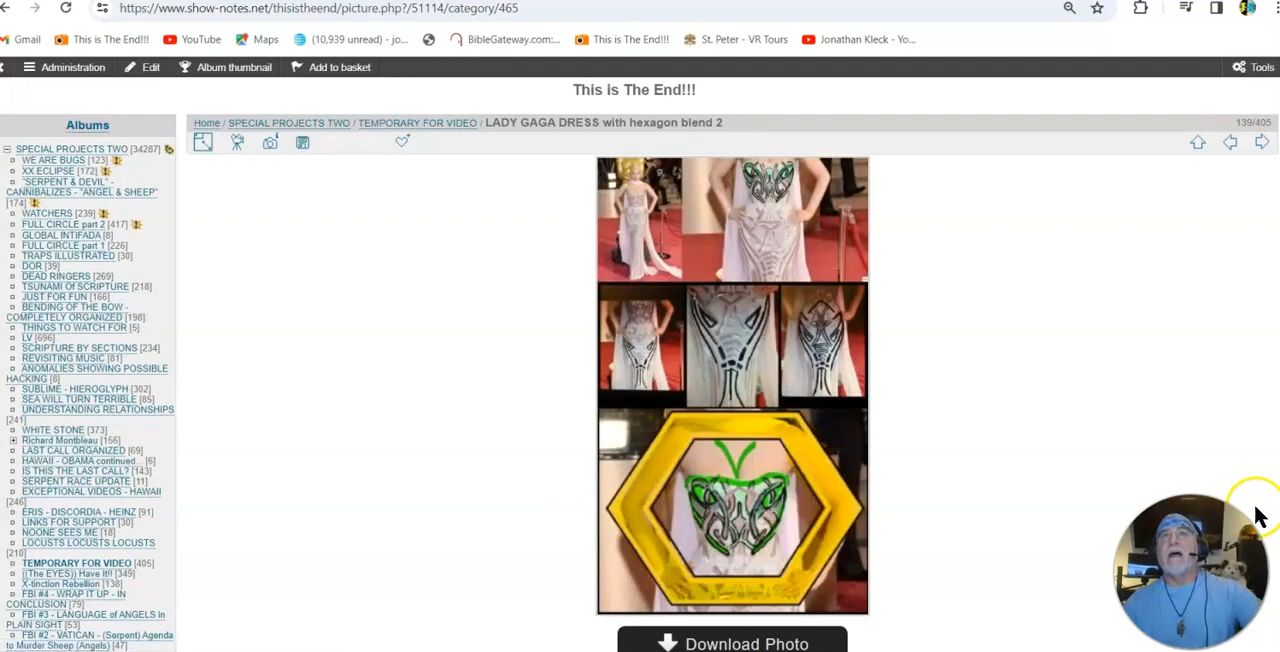 https://www.show-notes.net/thisistheend/picture.php?/51114/category/465
Gmail This is The End!!! YouTube Maps (10,939 unread) - jo... BibleGateway.com:... This is The End!!! St. Peter - VR Tours Jonathan Kleck - Yo...
Administration Edit Album thumbnail Add to basket Tools
This is The End!!!
Albums
Home / SPECIAL PROJECTS TWO / TEMPORARY FOR VIDEO / LADY GAGA DRESS with hexagon blend 2 139/405
SPECIAL PROJECTS TWO [34287]
WE ARE BUGS [123]
XX ECLIPSE [172]
"SERPENT & DEVIL" -
CANNIBALIZES - "ANGEL & SHEEP"
[174]
WATCHERS [239]
FULL CIRCLE part 2 [417]
GLOBAL INTIFADA [8]
FULL CIRCLE part 1 [226]
TRAPS ILLUSTRATED [30]
DOR [39]
DEAD RINGERS [269]
TSUNAMI Of SCRIPTURE [218]
JUST FOR FUN [166]
BENDING OF THE BOW -
COMPLETELY ORGANIZED [198]
THINGS TO WATCH FOR [5]
LV [696]
SCRIPTURE BY SECTIONS [234]
REVISITING MUSIC [81]
ANOMALIES SHOWING POSSIBLE
HACKING [8]
SUBLIME - HIEROGLYPH [302]
SEA WILL TURN TERRIBLE [85]
UNDERSTANDING RELATIONSHIPS
[241]
WHITE STONE [373]
Richard Montbleau [156]
LAST CALL ORGANIZED [69]
HAWAII - OBAMA continued... [6]
IS THIS THE LAST CALL? [143]
SERPENT RACE UPDATE [11]
EXCEPTIONAL VIDEOS - HAWAII
[246]
ERIS - DISCORDIA - HEINZ [91]
LINKS FOR SUPPORT [30]
NOONE SEES ME [18]
LOCUSTS LOCUSTS LOCUSTS
[210]
TEMPORARY FOR VIDEO [405]
((The EYES)) Have It!! [349]
X-tinction Rebellion [138]
FBI #4 - WRAP IT UP - IN
CONCLUSION [79]
FBI #3 - LANGUAGE of ANGELS in
PLAIN SIGHT [53]
FBI #2 - VATICAN - (Serpent) Agenda
to Murder Sheep (Angels) [47]
Download Photo